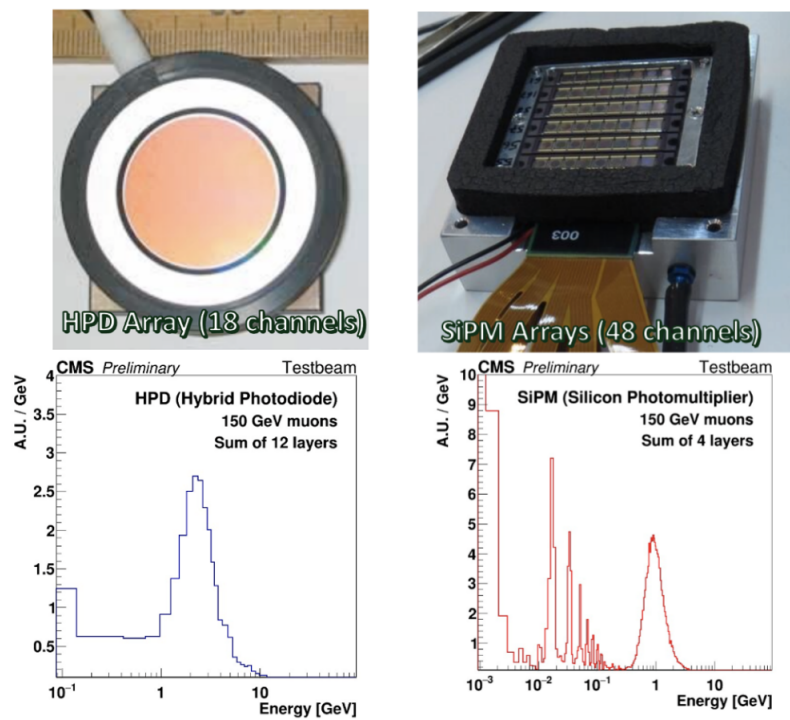 HPD Array (18 channels)
003
SiPM Arrays (48 channels)
CMS Preliminary Testbeam
HPD (Hybrid Photodiode)
150 GeV muons
Sum of 12 layers
A.U. / GeV
4
3.5
3
2.5
2
1.5
1
0.5
10⁻¹ 1 10
Energy [GeV]
CMS Preliminary Testbeam
SiPM (Silicon Photomultiplier)
150 GeV muons
Sum of 4 layers
A.U. / GeV
10
9
8
7
6
5
4
3
2
1
10⁻³ 10⁻² 10⁻¹ 1 10
Energy [GeV]